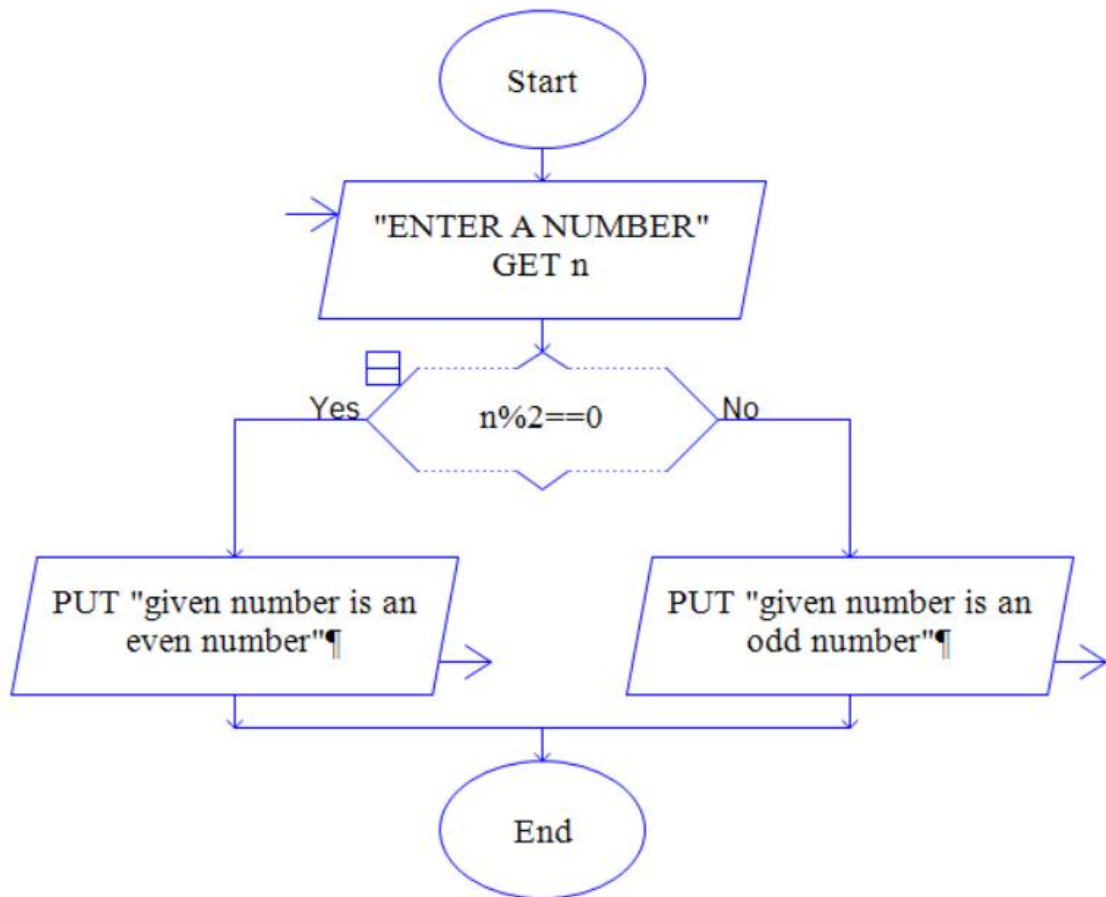 Start
"ENTER A NUMBER"
GET n
Yes
n%2==0
No
PUT "given number is an
even number"¶
PUT "given number is an
odd number"¶
End